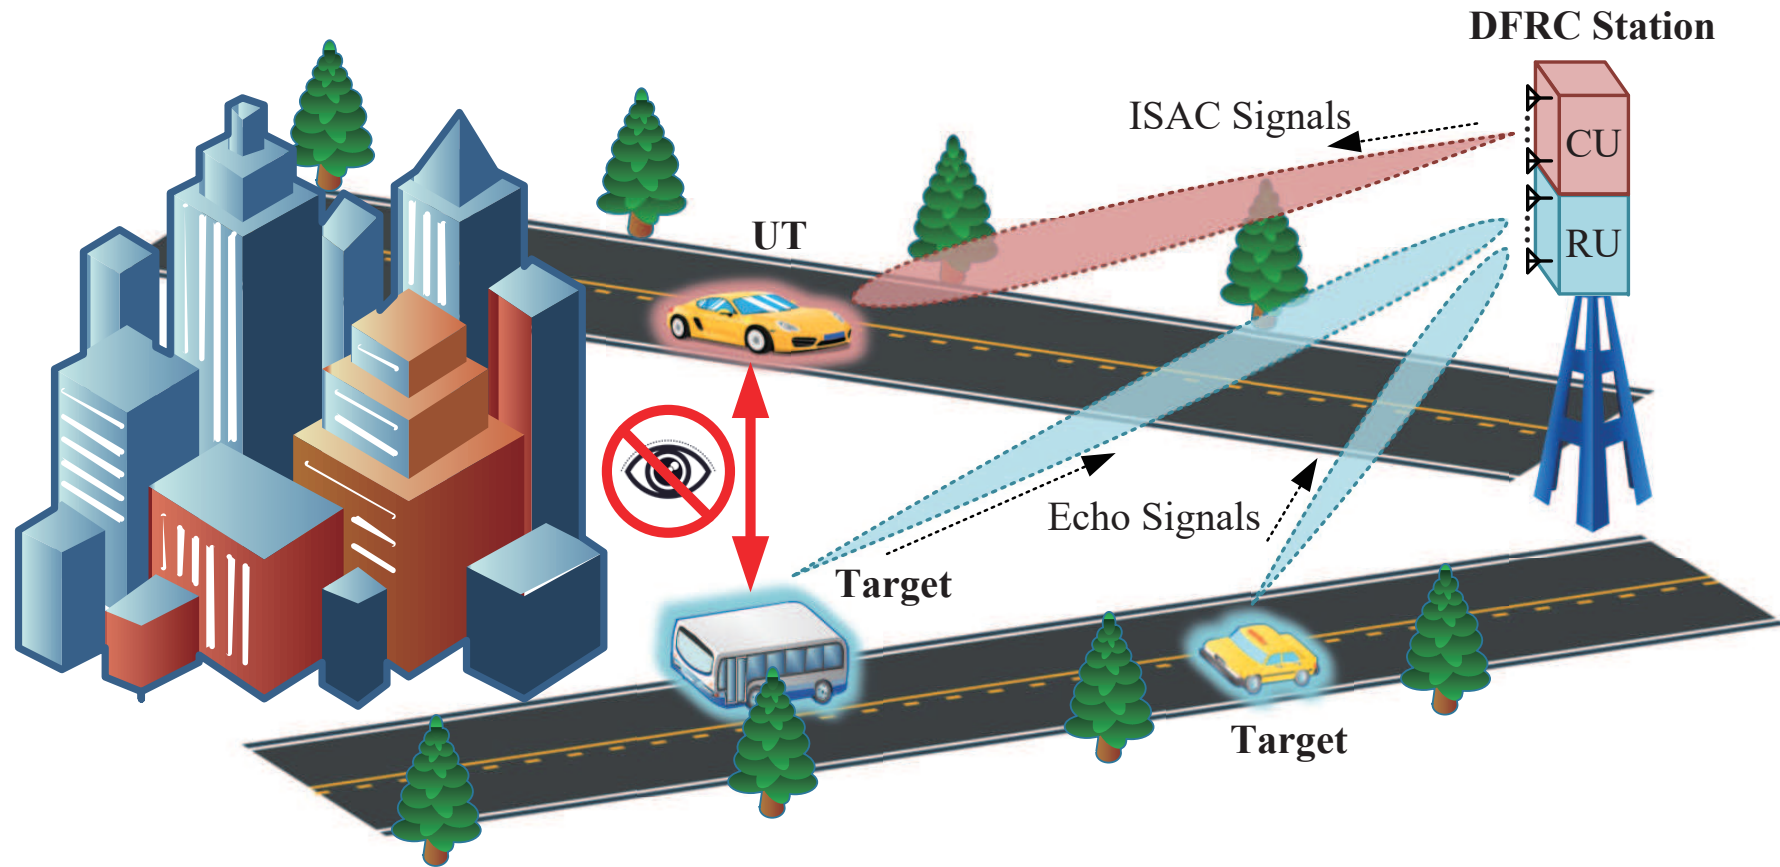 DFRC Station
ISAC Signals
CU
UT
RU
Echo Signals
Target
Target